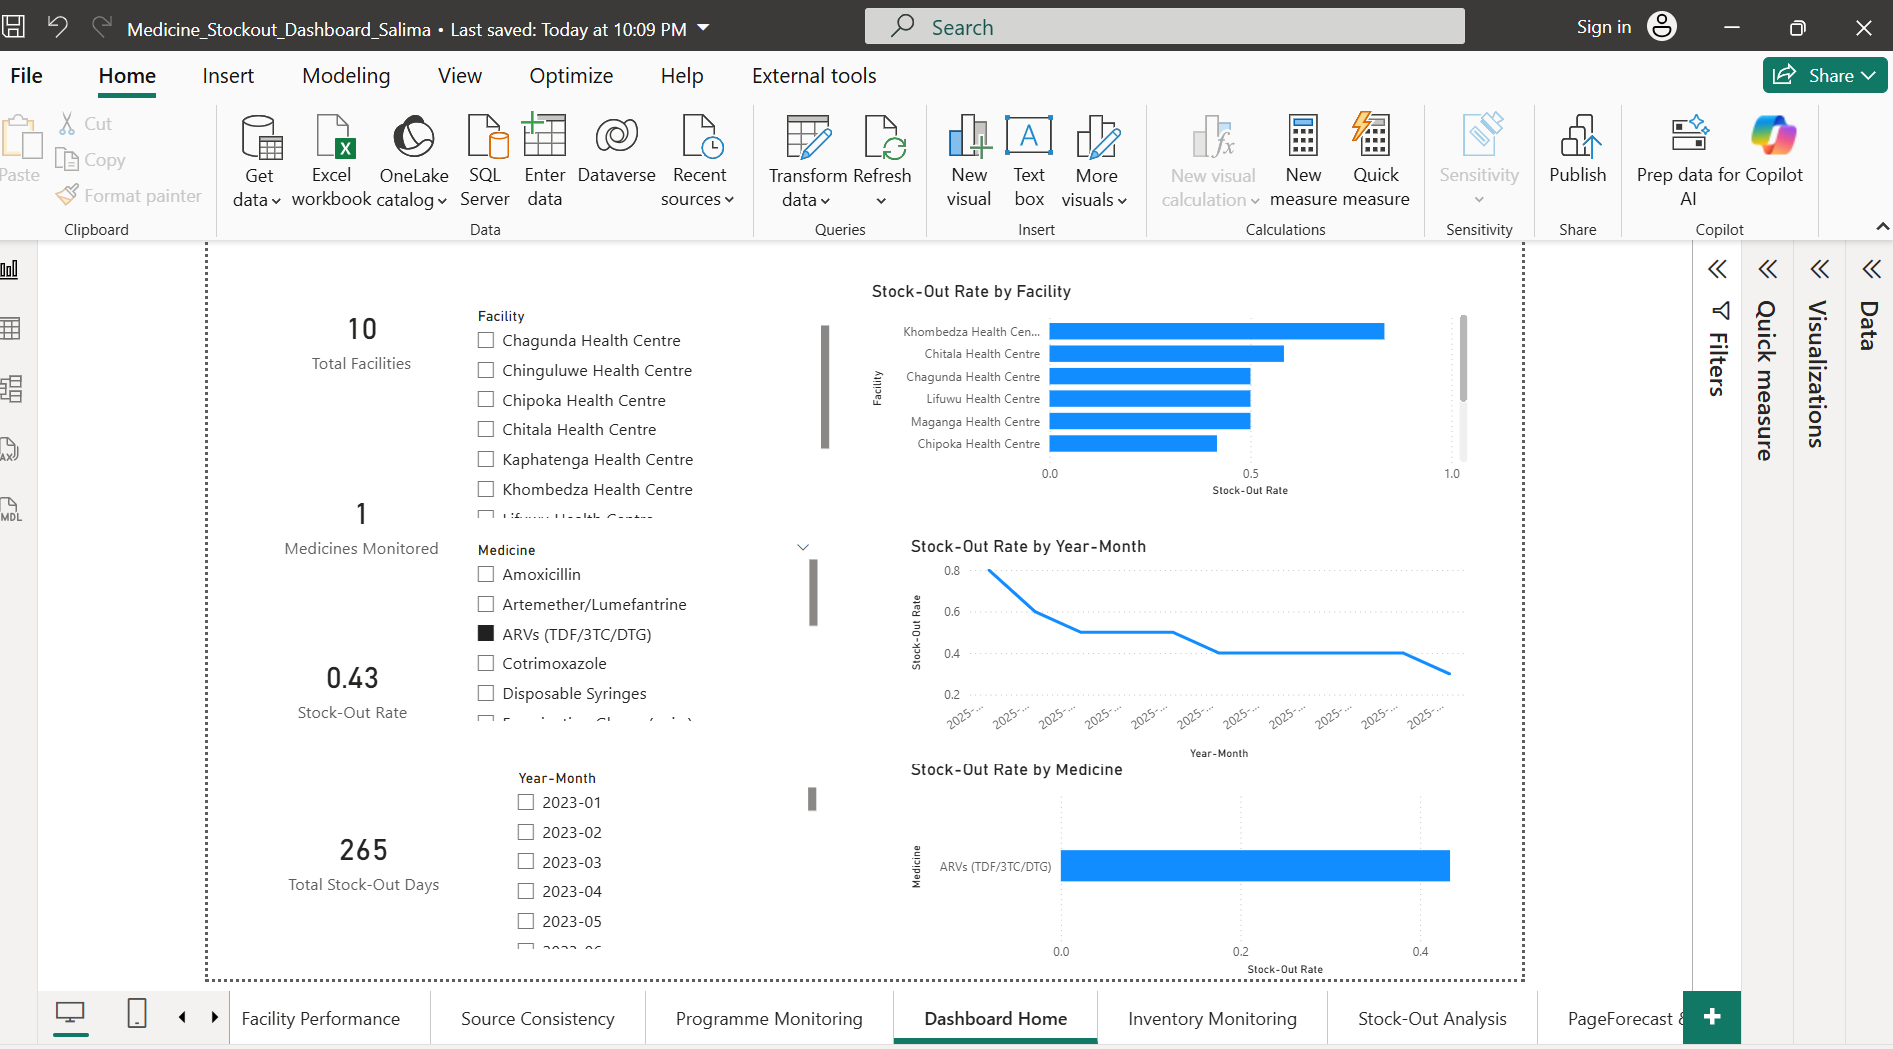 Medicine_Stockout_Dashboard_Salima • Last saved: Today at 10:09 PM
Search
Sign in
File Home Insert Modeling View Optimize Help External tools
Share
Paste
Cut
Copy
Format painter
Clipboard
Get data
Excel workbook
OneLake catalog
SQL Server
Enter data
Dataverse
Recent sources
Data
Transform data
Refresh
Queries
New visual
Text box
More visuals
Insert
New visual calculation
New measure
Quick measure
Calculations
Sensitivity
Sensitivity
Publish
Share
Prep data for AI
Copilot
Copilot
10
Total Facilities
1
Medicines Monitored
0.43
Stock-Out Rate
265
Total Stock-Out Days
Facility
Chagunda Health Centre
Chinguluwe Health Centre
Chipoka Health Centre
Chitala Health Centre
Kaphatenga Health Centre
Khombedza Health Centre
Medicine
Amoxicillin
Artemether/Lumefantrine
ARVs (TDF/3TC/DTG)
Cotrimoxazole
Disposable Syringes
Year-Month
2023-01
2023-02
2023-03
2023-04
2023-05
Stock-Out Rate by Facility
Facility
Khombedza Health Cen...
Chitala Health Centre
Chagunda Health Centre
Lifuwu Health Centre
Maganga Health Centre
Chipoka Health Centre
0.0 0.5 1.0
Stock-Out Rate
Stock-Out Rate by Year-Month
Stock-Out Rate
0.8
0.6
0.4
0.2
2025-... 2025-... 2025-... 2025-... 2025-... 2025-... 2025-... 2025-... 2025-... 2025-... 2025-...
Year-Month
Stock-Out Rate by Medicine
Medicine
ARVs (TDF/3TC/DTG)
0.0 0.2 0.4
Stock-Out Rate
Filters
Quick measure
Visualizations
Data
Facility Performance
Source Consistency
Programme Monitoring
Dashboard Home
Inventory Monitoring
Stock-Out Analysis
PageForecast &